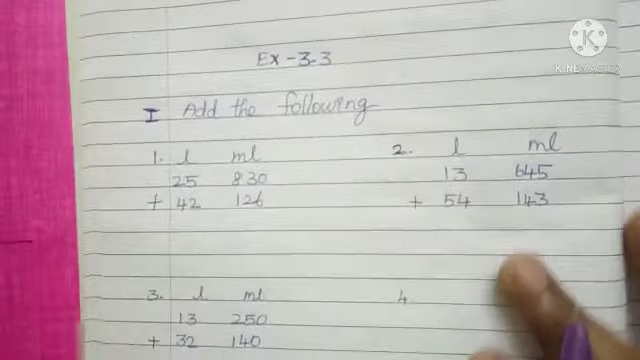 K
KINEMASTER
Ex - 3.3
I Add the following
1. l ml
25 830
+ 42 126
2. l ml
13 645
+ 54 143
3. l ml
13 250
+ 32 140
4.